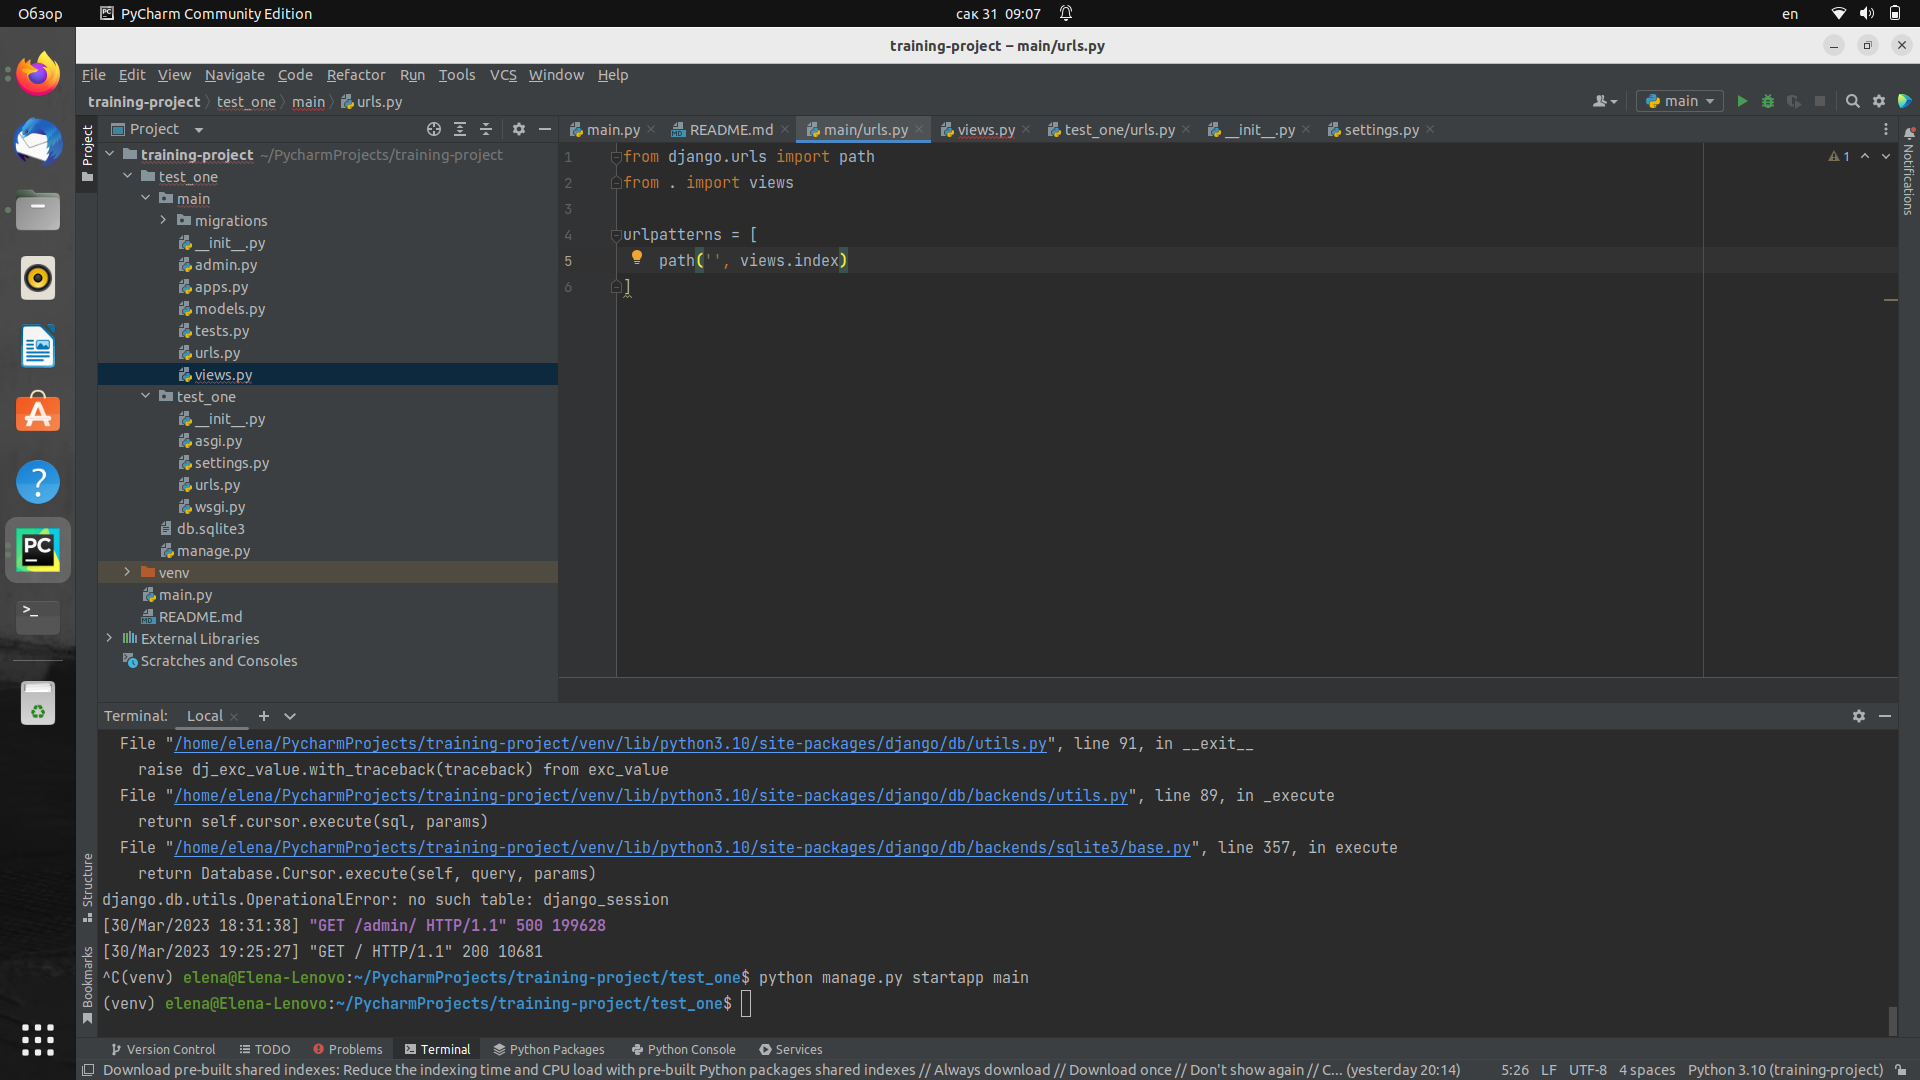 Обзор
PyCharm Community Edition
сак 31 09:07
en
training-project – main/urls.py
File Edit View Navigate Code Refactor Run Tools VCS Window Help
training-project test_one main urls.py
main
Project
main.py README.md main/urls.py views.py test_one/urls.py __init__.py settings.py
Project
Notifications
training-project ~/PycharmProjects/training-project
test_one
main
migrations
__init__.py
admin.py
apps.py
models.py
tests.py
urls.py
views.py
test_one
__init__.py
asgi.py
settings.py
urls.py
wsgi.py
db.sqlite3
manage.py
venv
main.py
README.md
External Libraries
Scratches and Consoles
1 from django.urls import path
2 from . import views
3
4 urlpatterns = [
5 path('', views.index)
6 ]
1
PC
>_
?
Terminal: Local
File "/home/elena/PycharmProjects/training-project/venv/lib/python3.10/site-packages/django/db/utils.py", line 91, in __exit__
raise dj_exc_value.with_traceback(traceback) from exc_value
File "/home/elena/PycharmProjects/training-project/venv/lib/python3.10/site-packages/django/db/backends/utils.py", line 89, in _execute
return self.cursor.execute(sql, params)
File "/home/elena/PycharmProjects/training-project/venv/lib/python3.10/site-packages/django/db/backends/sqlite3/base.py", line 357, in execute
return Database.Cursor.execute(self, query, params)
django.db.utils.OperationalError: no such table: django_session
[30/Mar/2023 18:31:38] "GET /admin/ HTTP/1.1" 500 199628
[30/Mar/2023 19:25:27] "GET / HTTP/1.1" 200 10681
^C(venv) elena@Elena-Lenovo:~/PycharmProjects/training-project/test_one$ python manage.py startapp main
(venv) elena@Elena-Lenovo:~/PycharmProjects/training-project/test_one$
Structure
Bookmarks
Version Control TODO Problems Terminal Python Packages Python Console Services
Download pre-built shared indexes: Reduce the indexing time and CPU load with pre-built Python packages shared indexes // Always download // Download once // Don't show again // C... (yesterday 20:14)
5:26 LF UTF-8 4 spaces Python 3.10 (training-project)